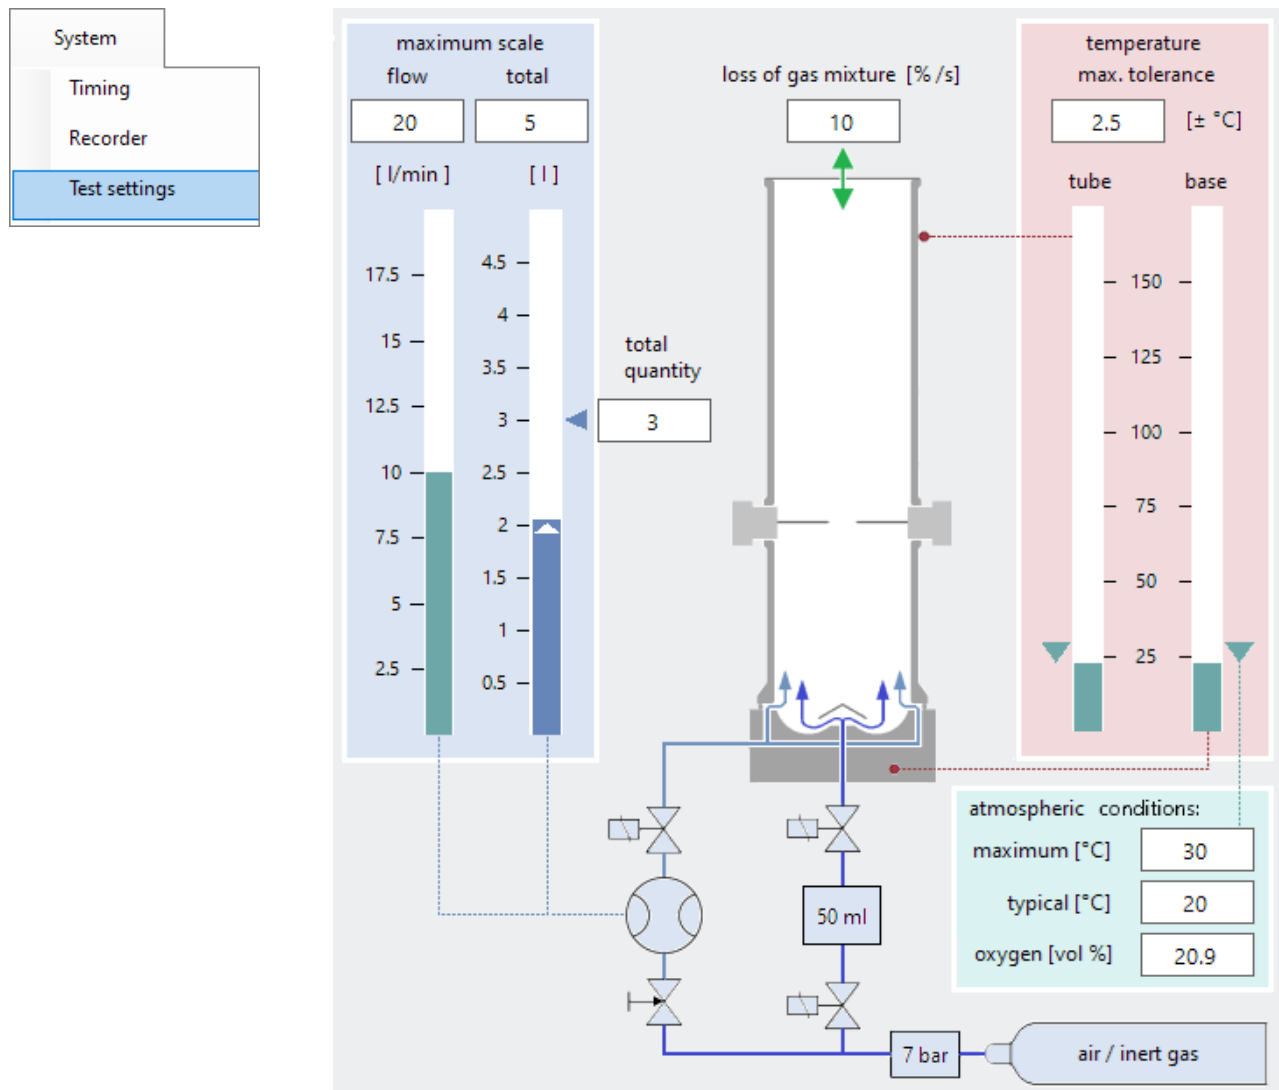 System
Timing
Recorder
Test settings
maximum scale
flow total
20 5
[ l/min ] [ l ]
17.5
15
12.5
10
7.5
5
2.5
4.5
4
3.5
3
2.5
2
1.5
1
0.5
total
quantity
3
loss of gas mixture [% /s]
10
temperature
max. tolerance
2.5 [± °C]
tube base
150
125
100
75
50
25
atmospheric conditions:
maximum [°C] 30
typical [°C] 20
oxygen [vol %] 20.9
50 ml
7 bar
air / inert gas